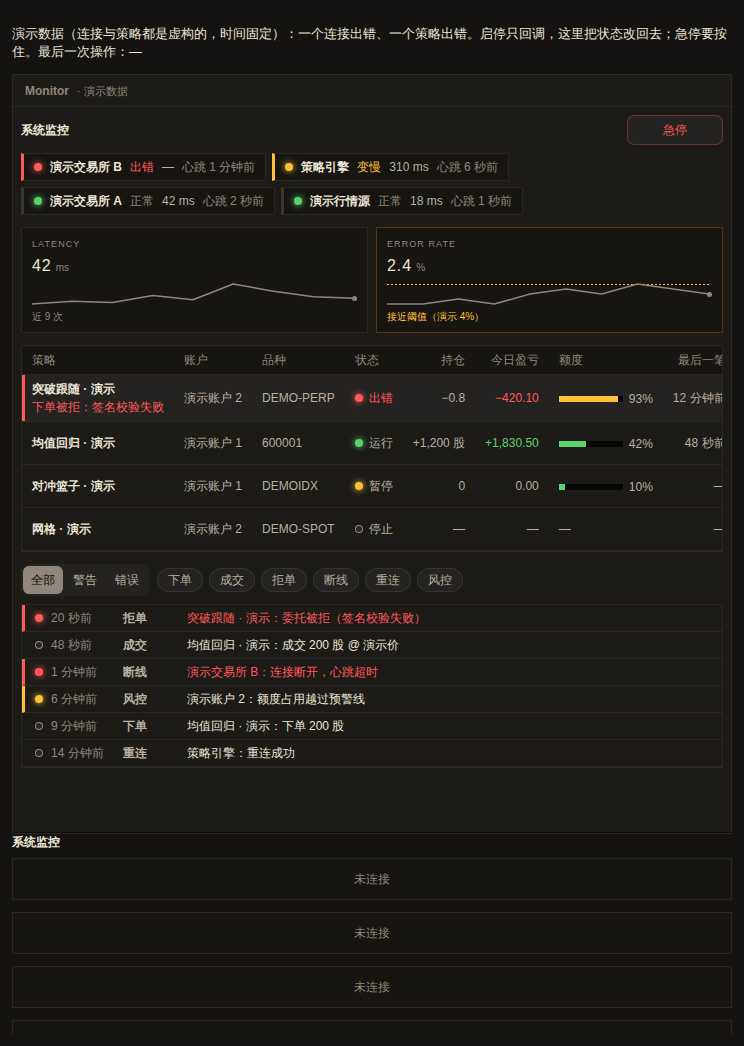 演示数据（连接与策略都是虚构的，时间固定）：一个连接出错、一个策略出错。启停只回调，这里把状态改回去；急停要按
住。最后一次操作：—
Monitor · 演示数据
系统监控
急停
演示交易所 B 出错 — 心跳 1 分钟前
策略引擎 变慢 310 ms 心跳 6 秒前
演示交易所 A 正常 42 ms 心跳 2 秒前
演示行情源 正常 18 ms 心跳 1 秒前
LATENCY
42 ms
近 9 次
ERROR RATE
2.4 %
接近阈值（演示 4%）
策略 账户 品种 状态 持仓 今日盈亏 额度 最后一笔
突破跟随 · 演示
下单被拒：签名校验失败
演示账户 2 DEMO-PERP 出错 −0.8 −420.10 93% 12 分钟前
均值回归 · 演示 演示账户 1 600001 运行 +1,200 股 +1,830.50 42% 48 秒前
对冲篮子 · 演示 演示账户 1 DEMOIDX 暂停 0 0.00 10% —
网格 · 演示 演示账户 2 DEMO-SPOT 停止 — — — —
全部 警告 错误 下单 成交 拒单 断线 重连 风控
20 秒前 拒单 突破跟随 · 演示：委托被拒（签名校验失败）
48 秒前 成交 均值回归 · 演示：成交 200 股 @ 演示价
1 分钟前 断线 演示交易所 B：连接断开，心跳超时
6 分钟前 风控 演示账户 2：额度占用越过预警线
9 分钟前 下单 均值回归 · 演示：下单 200 股
14 分钟前 重连 策略引擎：重连成功
系统监控
未连接
未连接
未连接